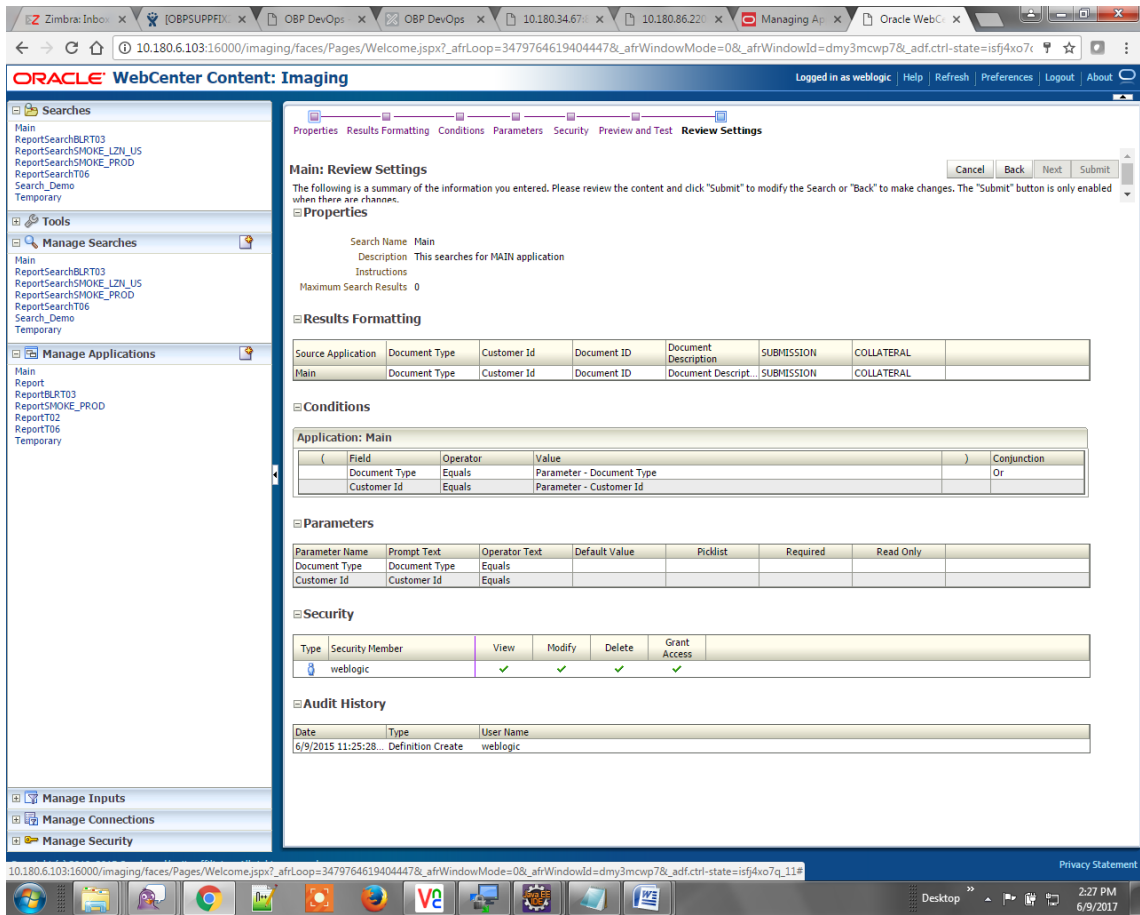 Zimbra: Inbox
[OBPSUPPFIX
OBP DevOps
OBP DevOps
10.180.34.67:
10.180.86.220
Managing Ap
Oracle WebCe
10.180.6.103:16000/imaging/faces/Pages/Welcome.jspx?_afrLoop=34797646194044478&_afrWindowMode=0&_afrWindowId=dmy3mcwp7&_adf.ctrl-state=isfj4xo7
ORACLE WebCenter Content: Imaging
Logged in as weblogic | Help | Refresh | Preferences | Logout | About
Searches
Main
ReportSearchBLRT03
ReportSearchSMOKE_LZN_US
ReportSearchSMOKE_PROD
ReportSearchT06
Search_Demo
Temporary
Tools
Manage Searches
Main
ReportSearchBLRT03
ReportSearchSMOKE_LZN_US
ReportSearchSMOKE_PROD
ReportSearchT06
Search_Demo
Temporary
Manage Applications
Main
Report
ReportBLRT03
ReportSMOKE_PROD
ReportT02
ReportT06
Temporary
Manage Inputs
Manage Connections
Manage Security
Properties Results Formatting Conditions Parameters Security Preview and Test Review Settings
Main: Review Settings
Cancel Back Next Submit
The following is a summary of the information you entered. Please review the content and click "Submit" to modify the Search or "Back" to make changes. The "Submit" button is only enabled
when there are changes.
Properties
Search Name Main
Description This searches for MAIN application
Instructions
Maximum Search Results 0
Results Formatting
Source Application Document Type Customer Id Document ID Document Description SUBMISSION COLLATERAL
Main Document Type Customer Id Document ID Document Descript... SUBMISSION COLLATERAL
Conditions
Application: Main
( Field Operator Value ) Conjunction
Document Type Equals Parameter - Document Type Or
Customer Id Equals Parameter - Customer Id
Parameters
Parameter Name Prompt Text Operator Text Default Value Picklist Required Read Only
Document Type Document Type Equals
Customer Id Customer Id Equals
Security
Type Security Member View Modify Delete Grant Access
weblogic
Audit History
Date Type User Name
6/9/2015 11:25:28... Definition Create weblogic
Privacy Statement
10.180.6.103:16000/imaging/faces/Pages/Welcome.jspx?_afrLoop=34797646194044478&_afrWindowMode=0&_afrWindowId=dmy3mcwp7&_adf.ctrl-state=isfj4xo7q_11#
Desktop
2:27 PM
6/9/2017